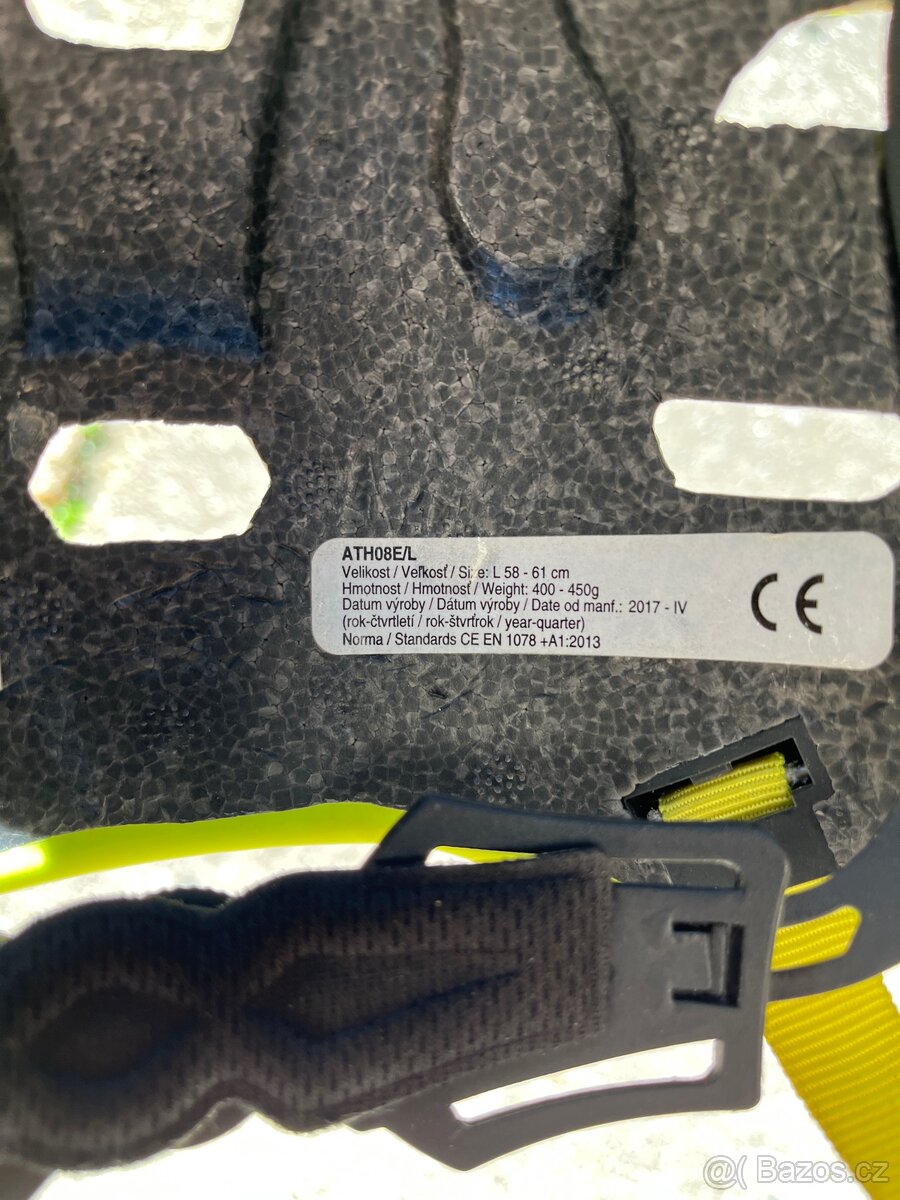 ATH08E/L
Velikost / Veľkosť / Size: L 58 - 61 cm
Hmotnost / Hmotnosť / Weight: 400 - 450g
Datum výroby / Dátum výroby / Date od manf.: 2017 - IV
(rok-čtvrtletí / rok-štvrťrok / year-quarter)
Norma / Standards CE EN 1078 +A1:2013
CE
@( Bazos.cz